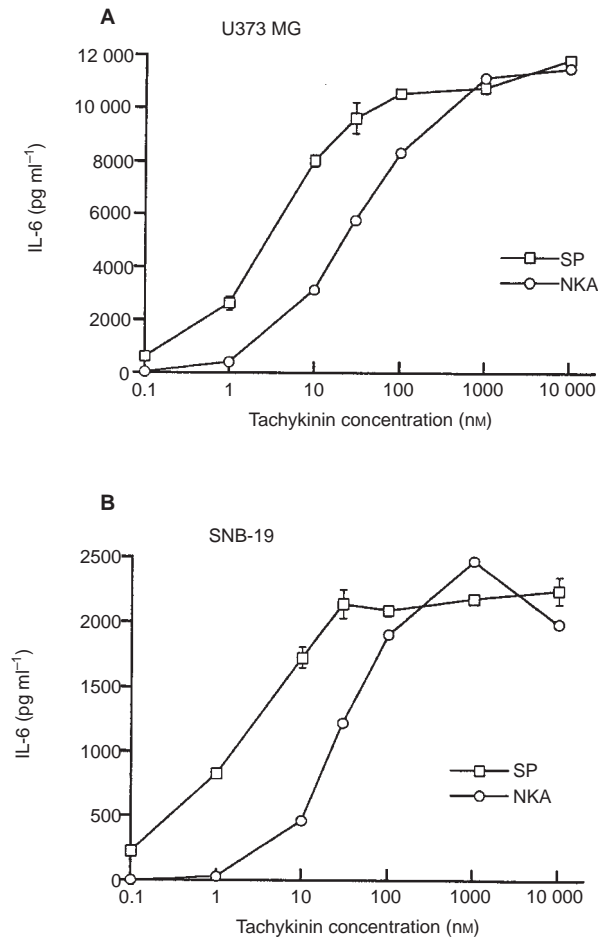 A
U373 MG
12 000
10 000
8000
6000
4000
2000
0
IL-6 (pg ml⁻¹)
SP
NKA
0.1 1 10 100 1000 10 000
Tachykinin concentration (nM)
B
SNB-19
2500
2000
1500
1000
500
0
IL-6 (pg ml⁻¹)
SP
NKA
0.1 1 10 100 1000 10 000
Tachykinin concentration (nM)